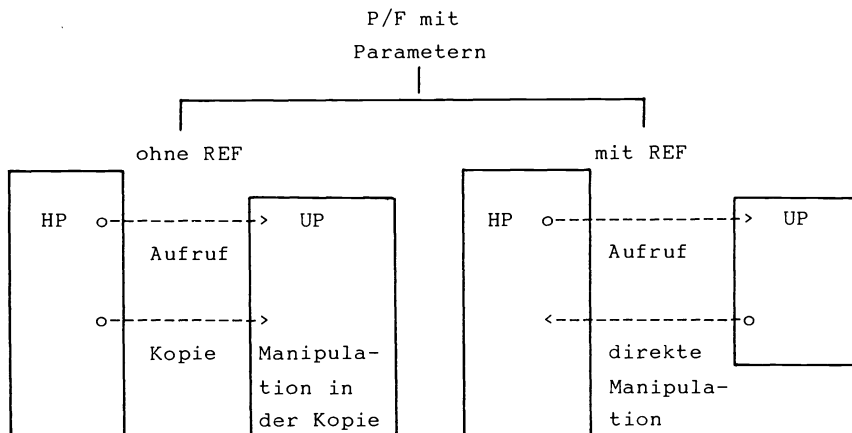 P/F mit
Parametern
ohne REF
mit REF
HP o-----------> UP
Aufruf
o-----------> 
Kopie
Manipula-
tion in
der Kopie
HP o--------------> UP
Aufruf
<--------------o
direkte
Manipula-
tion